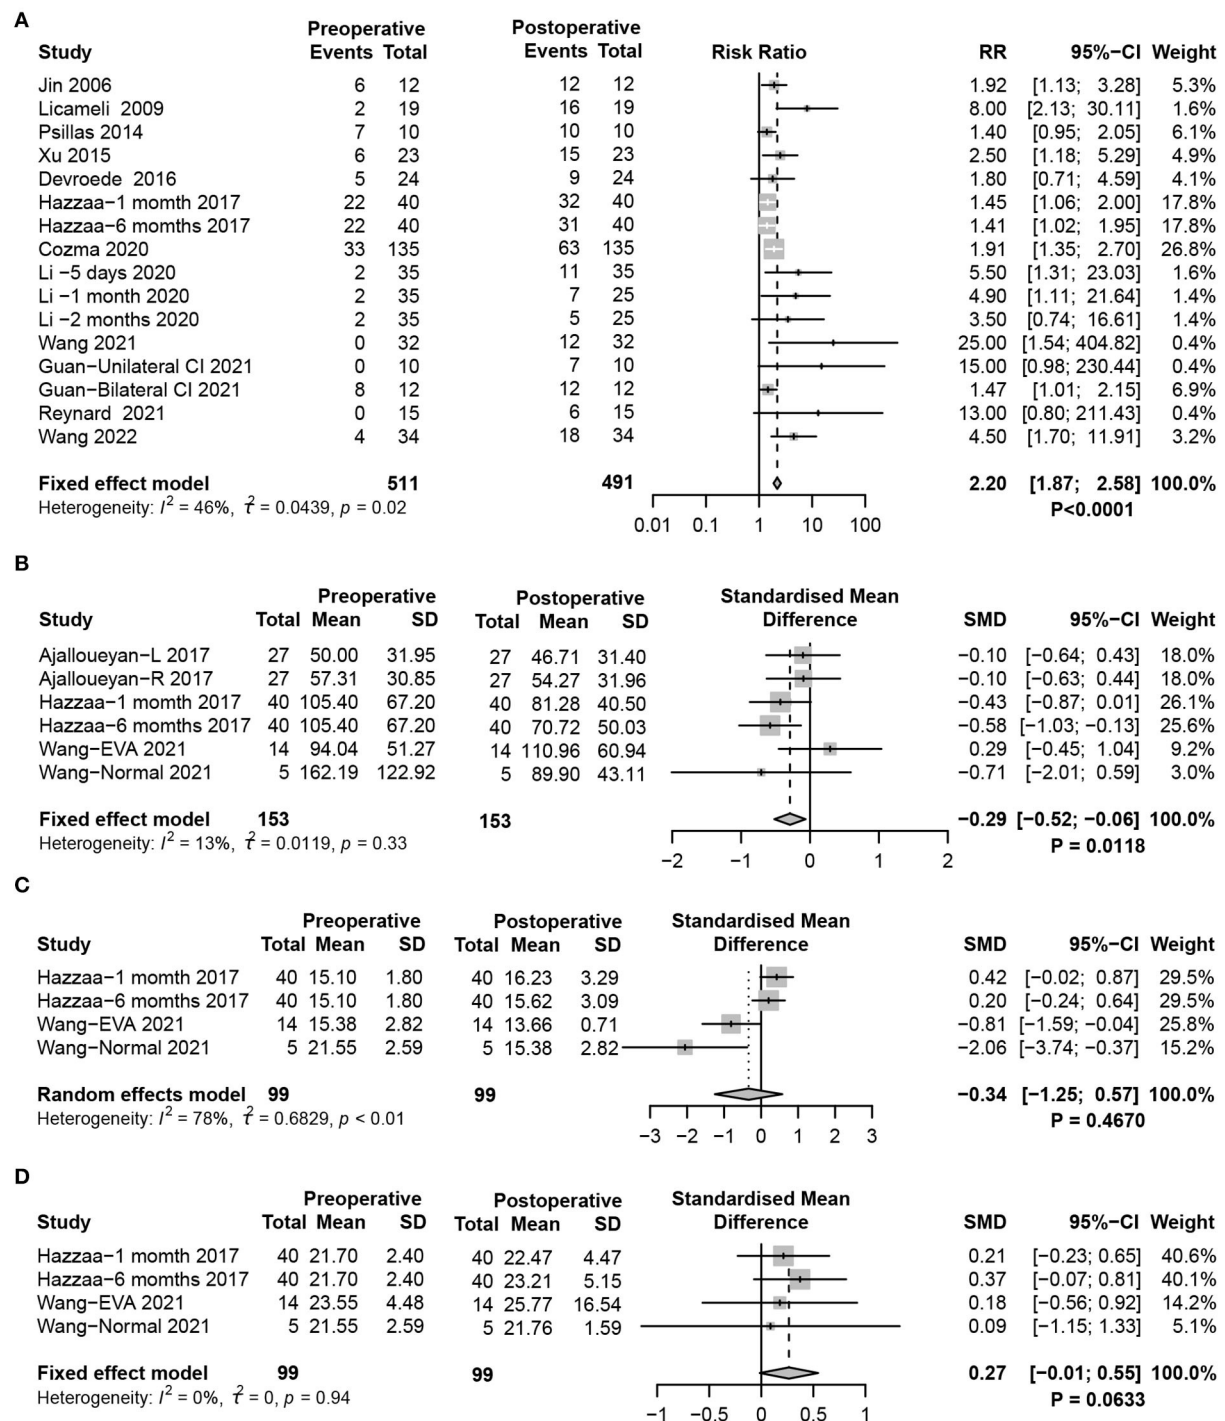 A
Preoperative Postoperative
Study Events Total Events Total Risk Ratio RR 95%−CI Weight
Jin 2006 6 12 12 12 1.92 [1.13; 3.28] 5.3%
Licameli 2009 2 19 16 19 8.00 [2.13; 30.11] 1.6%
Psillas 2014 7 10 10 10 1.40 [0.95; 2.05] 6.1%
Xu 2015 6 23 15 23 2.50 [1.18; 5.29] 4.9%
Devroede 2016 5 24 9 24 1.80 [0.71; 4.59] 4.1%
Hazzaa−1 momth 2017 22 40 32 40 1.45 [1.06; 2.00] 17.8%
Hazzaa−6 momths 2017 22 40 31 40 1.41 [1.02; 1.95] 17.8%
Cozma 2020 33 135 63 135 1.91 [1.35; 2.70] 26.8%
Li −5 days 2020 2 35 11 35 5.50 [1.31; 23.03] 1.6%
Li −1 month 2020 2 35 7 25 4.90 [1.11; 21.64] 1.4%
Li −2 months 2020 2 35 5 25 3.50 [0.74; 16.61] 1.4%
Wang 2021 0 32 12 32 25.00 [1.54; 404.82] 0.4%
Guan−Unilateral CI 2021 0 10 7 10 15.00 [0.98; 230.44] 0.4%
Guan−Bilateral CI 2021 8 12 12 12 1.47 [1.01; 2.15] 6.9%
Reynard 2021 0 15 6 15 13.00 [0.80; 211.43] 0.4%
Wang 2022 4 34 18 34 4.50 [1.70; 11.91] 3.2%
Fixed effect model 511 491 2.20 [1.87; 2.58] 100.0%
Heterogeneity: I² = 46%, τ² = 0.0439, p = 0.02 P<0.0001
0.01 0.1 1 10 100
B
Preoperative Postoperative Standardised Mean
Study Total Mean SD Total Mean SD Difference SMD 95%−CI Weight
Ajalloueyan−L 2017 27 50.00 31.95 27 46.71 31.40 −0.10 [−0.64; 0.43] 18.0%
Ajalloueyan−R 2017 27 57.31 30.85 27 54.27 31.96 −0.10 [−0.63; 0.44] 18.0%
Hazzaa−1 momth 2017 40 105.40 67.20 40 81.28 40.50 −0.43 [−0.87; 0.01] 26.1%
Hazzaa−6 momths 2017 40 105.40 67.20 40 70.72 50.03 −0.58 [−1.03; −0.13] 25.6%
Wang−EVA 2021 14 94.04 51.27 14 110.96 60.94 0.29 [−0.45; 1.04] 9.2%
Wang−Normal 2021 5 162.19 122.92 5 89.90 43.11 −0.71 [−2.01; 0.59] 3.0%
Fixed effect model 153 153 −0.29 [−0.52; −0.06] 100.0%
Heterogeneity: I² = 13%, τ² = 0.0119, p = 0.33 P = 0.0118
−2 −1 0 1 2
C
Preoperative Postoperative Standardised Mean
Study Total Mean SD Total Mean SD Difference SMD 95%−CI Weight
Hazzaa−1 momth 2017 40 15.10 1.80 40 16.23 3.29 0.42 [−0.02; 0.87] 29.5%
Hazzaa−6 momths 2017 40 15.10 1.80 40 15.62 3.09 0.20 [−0.24; 0.64] 29.5%
Wang−EVA 2021 14 15.38 2.82 14 13.66 0.71 −0.81 [−1.59; −0.04] 25.8%
Wang−Normal 2021 5 21.55 2.59 5 15.38 2.82 −2.06 [−3.74; −0.37] 15.2%
Random effects model 99 99 −0.34 [−1.25; 0.57] 100.0%
Heterogeneity: I² = 78%, τ² = 0.6829, p < 0.01 P = 0.4670
−3 −2 −1 0 1 2 3
D
Preoperative Postoperative Standardised Mean
Study Total Mean SD Total Mean SD Difference SMD 95%−CI Weight
Hazzaa−1 momth 2017 40 21.70 2.40 40 22.47 4.47 0.21 [−0.23; 0.65] 40.6%
Hazzaa−6 momths 2017 40 21.70 2.40 40 23.21 5.15 0.37 [−0.07; 0.81] 40.1%
Wang−EVA 2021 14 23.55 4.48 14 25.77 16.54 0.18 [−0.56; 0.92] 14.2%
Wang−Normal 2021 5 21.55 2.59 5 21.76 1.59 0.09 [−1.15; 1.33] 5.1%
Fixed effect model 99 99 0.27 [−0.01; 0.55] 100.0%
Heterogeneity: I² = 0%, τ² = 0, p = 0.94 P = 0.0633
−1 −0.5 0 0.5 1